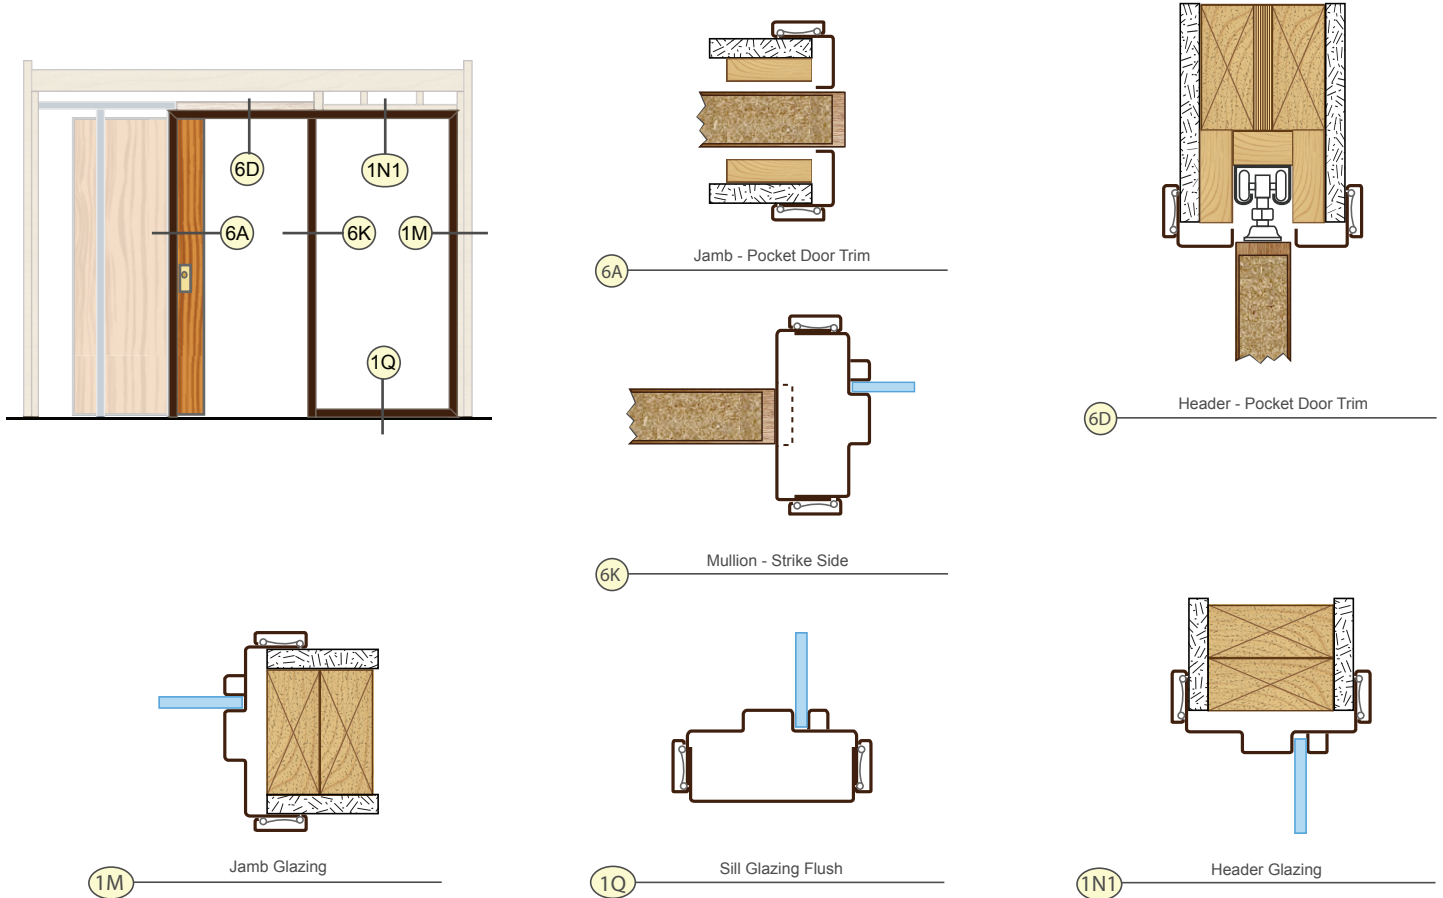 6D
1N1
6A
6K
1M
1Q
6A
Jamb - Pocket Door Trim
6D
Header - Pocket Door Trim
6K
Mullion - Strike Side
1M
Jamb Glazing
1Q
Sill Glazing Flush
1N1
Header Glazing